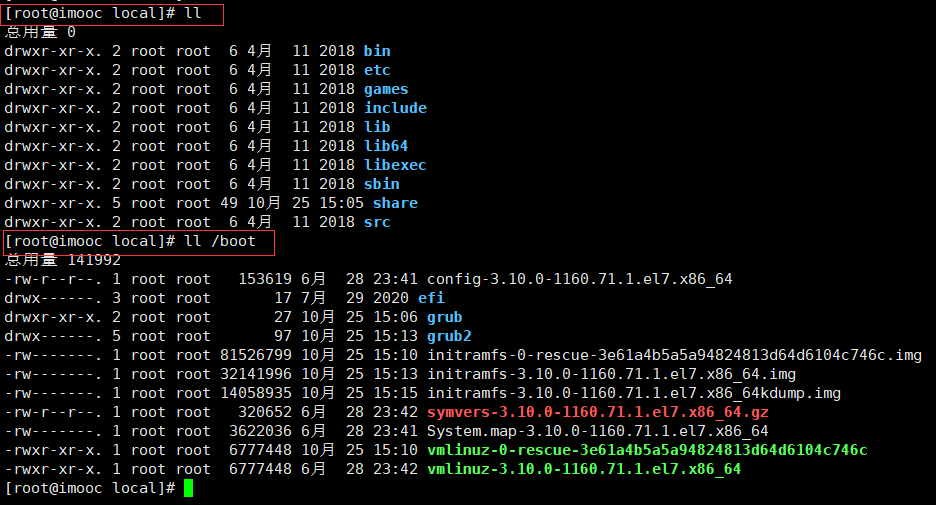 [root@imooc local]# ll
总用量 0
drwxr-xr-x. 2 root root  6 4月  11 2018 bin
drwxr-xr-x. 2 root root  6 4月  11 2018 etc
drwxr-xr-x. 2 root root  6 4月  11 2018 games
drwxr-xr-x. 2 root root  6 4月  11 2018 include
drwxr-xr-x. 2 root root  6 4月  11 2018 lib
drwxr-xr-x. 2 root root  6 4月  11 2018 lib64
drwxr-xr-x. 2 root root  6 4月  11 2018 libexec
drwxr-xr-x. 2 root root  6 4月  11 2018 sbin
drwxr-xr-x. 5 root root 49 10月 25 15:05 share
drwxr-xr-x. 2 root root  6 4月  11 2018 src
[root@imooc local]# ll /boot
总用量 141992
-rw-r--r--. 1 root root   153619 6月  28 23:41 config-3.10.0-1160.71.1.el7.x86_64
drwx------. 3 root root       17 7月  29 2020 efi
drwxr-xr-x. 2 root root       27 10月 25 15:06 grub
drwx------. 5 root root       97 10月 25 15:13 grub2
-rw-------. 1 root root 81526799 10月 25 15:10 initramfs-0-rescue-3e61a4b5a5a94824813d64d6104c746c.img
-rw-------. 1 root root 32141996 10月 25 15:13 initramfs-3.10.0-1160.71.1.el7.x86_64.img
-rw-------. 1 root root 14058935 10月 25 15:15 initramfs-3.10.0-1160.71.1.el7.x86_64kdump.img
-rw-r--r--. 1 root root   320652 6月  28 23:42 symvers-3.10.0-1160.71.1.el7.x86_64.gz
-rw-------. 1 root root  3622036 6月  28 23:41 System.map-3.10.0-1160.71.1.el7.x86_64
-rwxr-xr-x. 1 root root  6777448 10月 25 15:10 vmlinuz-0-rescue-3e61a4b5a5a94824813d64d6104c746c
-rwxr-xr-x. 1 root root  6777448 6月  28 23:42 vmlinuz-3.10.0-1160.71.1.el7.x86_64
[root@imooc local]#